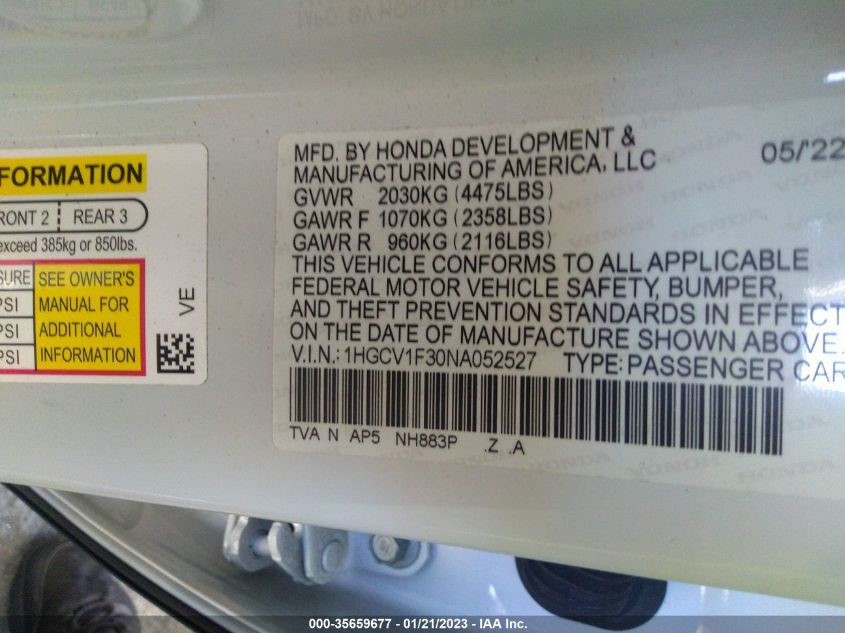 FORMATION
FRONT 2 REAR 3
exceed 385kg or 850lbs.
SURE SEE OWNER'S
PSI MANUAL FOR
PSI ADDITIONAL
PSI INFORMATION
VE
MFD. BY HONDA DEVELOPMENT & 05/22
MANUFACTURING OF AMERICA, LLC
GVWR 2030KG (4475LBS)
GAWR F 1070KG (2358LBS)
GAWR R 960KG (2116LBS)
THIS VEHICLE CONFORMS TO ALL APPLICABLE
FEDERAL MOTOR VEHICLE SAFETY, BUMPER,
AND THEFT PREVENTION STANDARDS IN EFFECT
ON THE DATE OF MANUFACTURE SHOWN ABOVE.
V.I.N.: 1HGCV1F30NA052527 TYPE: PASSENGER CAR
TVA N AP5 NH883P .Z .A
HONDA HONDA HONDA
000-35659677 - 01/21/2023 - IAA Inc.